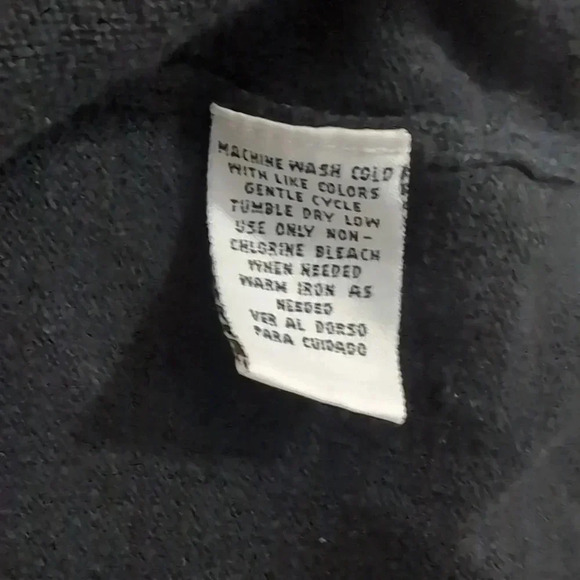 MACHINE WASH COLD
WITH LIKE COLORS
GENTLE CYCLE
TUMBLE DRY LOW
USE ONLY NON-
CHLORINE BLEACH
WHEN NEEDED
WARM IRON AS
NEEDED
VER AL DORSO
PARA CUIDADO